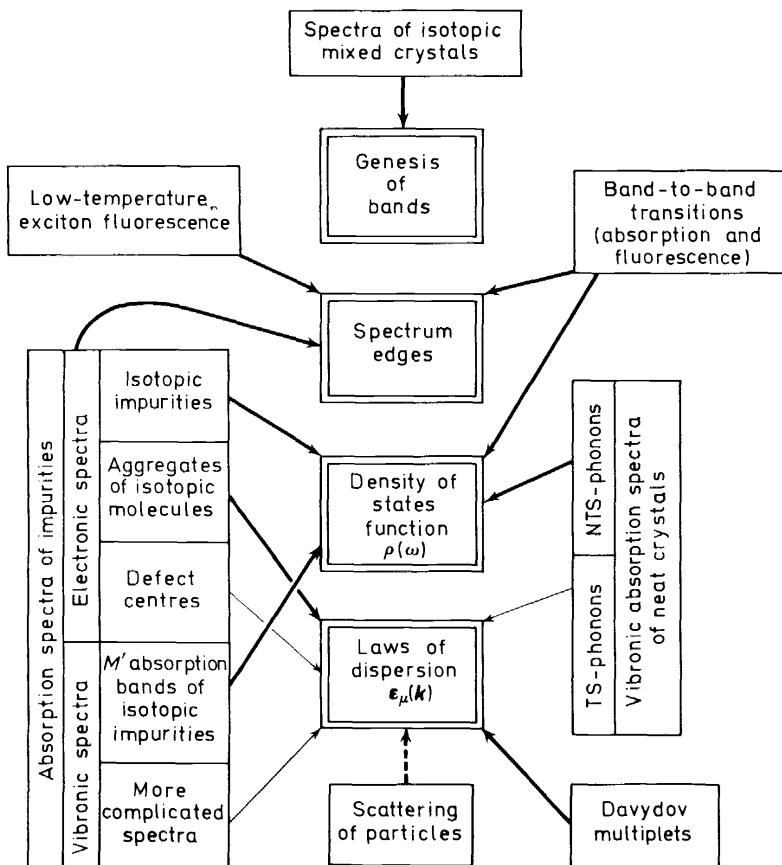 Spectra of isotopic
mixed crystals
Genesis
of
bands
Low-temperature
exciton fluorescence
Band-to-band
transitions
(absorption and
fluorescence)
Spectrum
edges
Absorption spectra of impurities
Electronic spectra
Isotopic
impurities
Aggregates
of isotopic
molecules
Defect
centres
Vibronic spectra
M′ absorption
bands of
isotopic
impurities
More
complicated
spectra
Density of
states
function
ρ(ω)
Laws of
dispersion
ε_μ(k)
NTS-phonons
TS-phonons
Vibronic absorption spectra
of neat crystals
Scattering
of particles
Davydov
multiplets